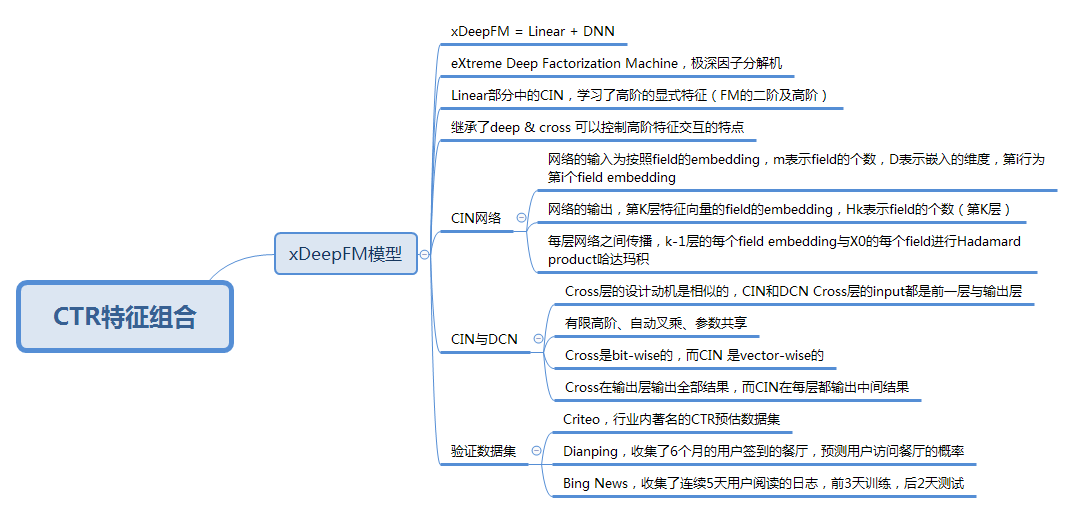 CTR特征组合
xDeepFM模型
xDeepFM = Linear + DNN
eXtreme Deep Factorization Machine，极深因子分解机
Linear部分中的CIN，学习了高阶的显式特征（FM的二阶及高阶）
继承了deep & cross 可以控制高阶特征交互的特点
CIN网络
网络的输入为按照field的embedding，m表示field的个数，D表示嵌入的维度，第i行为
第i个field embedding
网络的输出，第K层特征向量的field的embedding，Hk表示field的个数（第K层）
每层网络之间传播，k-1层的每个field embedding与X0的每个field进行Hadamard
product哈达玛积
CIN与DCN
Cross层的设计动机是相似的，CIN和DCN Cross层的input都是前一层与输出层
有限高阶、自动叉乘、参数共享
Cross是bit-wise的，而CIN 是vector-wise的
Cross在输出层输出全部结果，而CIN在每层都输出中间结果
验证数据集
Criteo，行业内著名的CTR预估数据集
Dianping，收集了6个月的用户签到的餐厅，预测用户访问餐厅的概率
Bing News，收集了连续5天用户阅读的日志，前3天训练，后2天测试